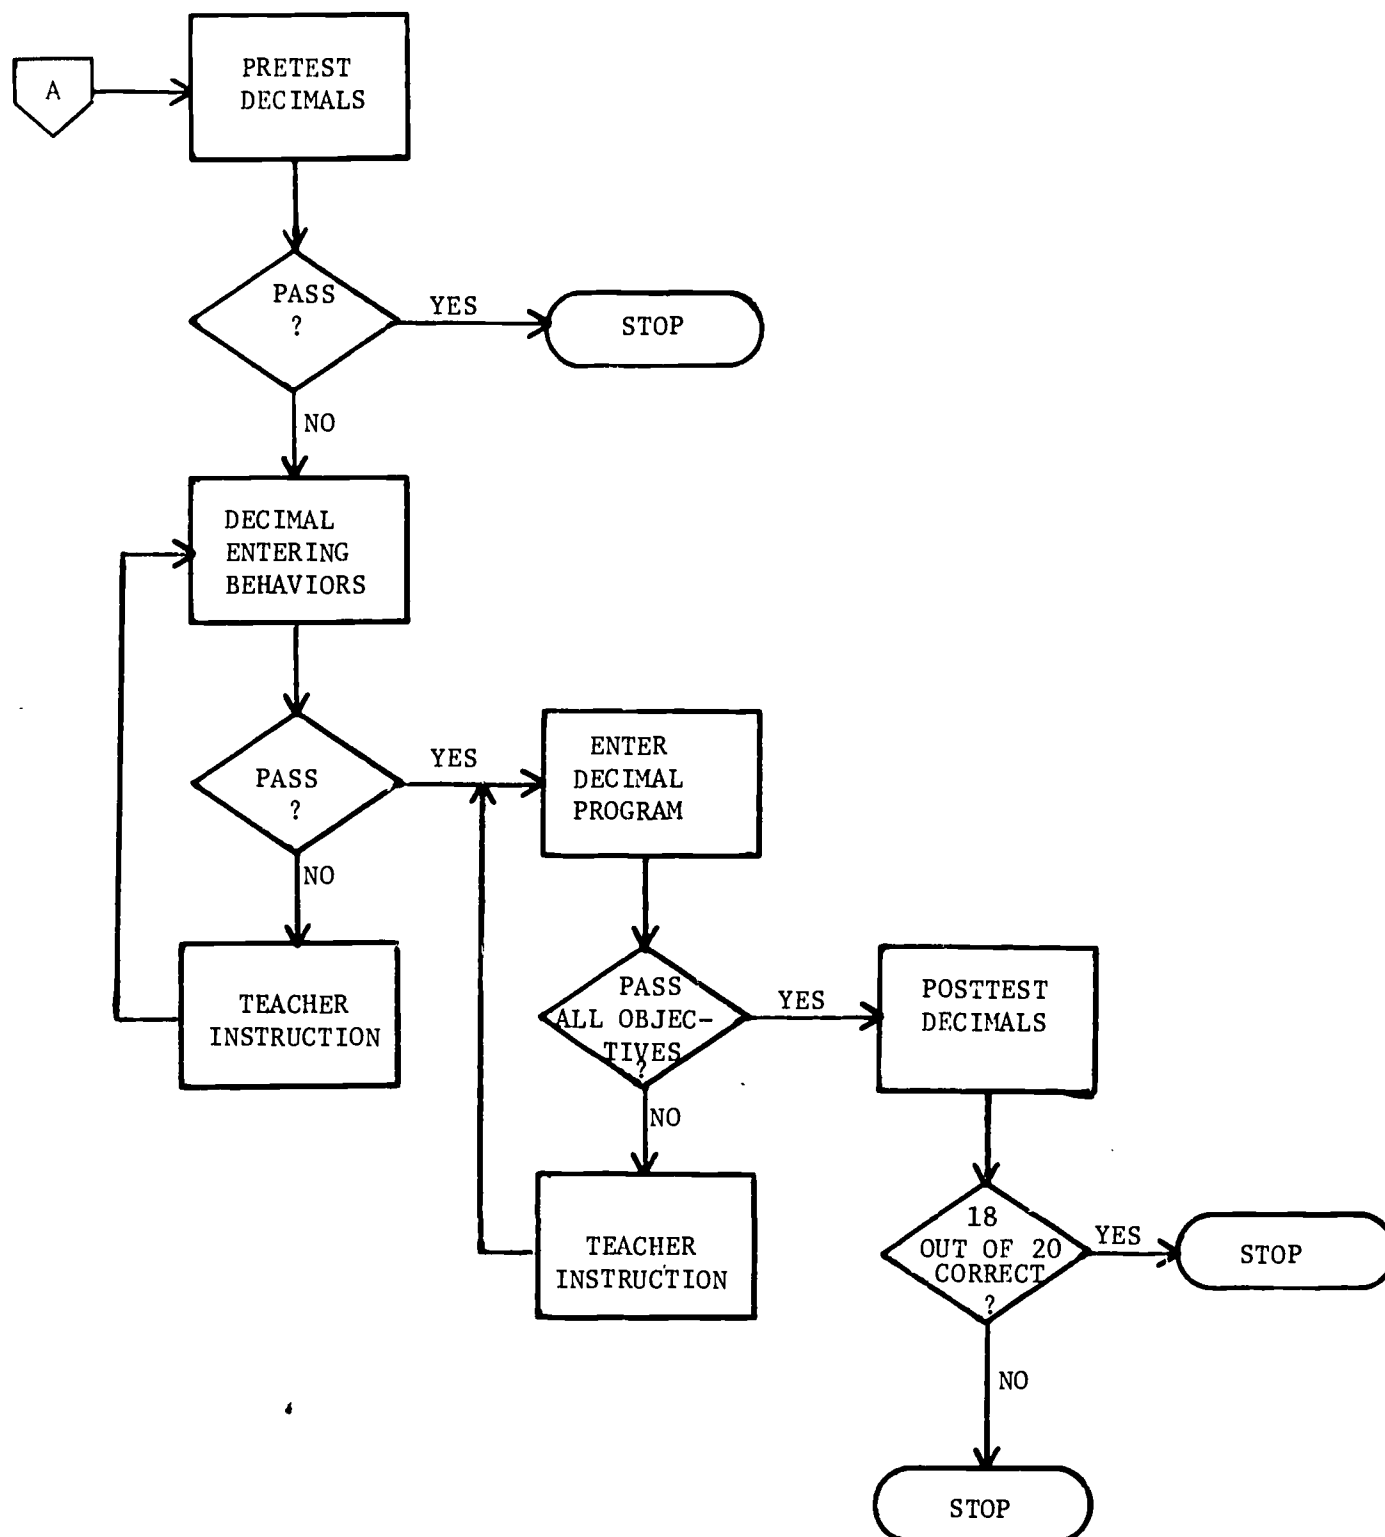 A
PRETEST
DECIMALS
PASS
?
YES
STOP
NO
DECIMAL
ENTERING
BEHAVIORS
PASS
?
YES
NO
TEACHER
INSTRUCTION
ENTER
DECIMAL
PROGRAM
PASS
ALL OBJEC-
TIVES
?
YES
NO
TEACHER
INSTRUCTION
POSTTEST
DECIMALS
18
OUT OF 20
CORRECT
?
YES
STOP
NO
STOP